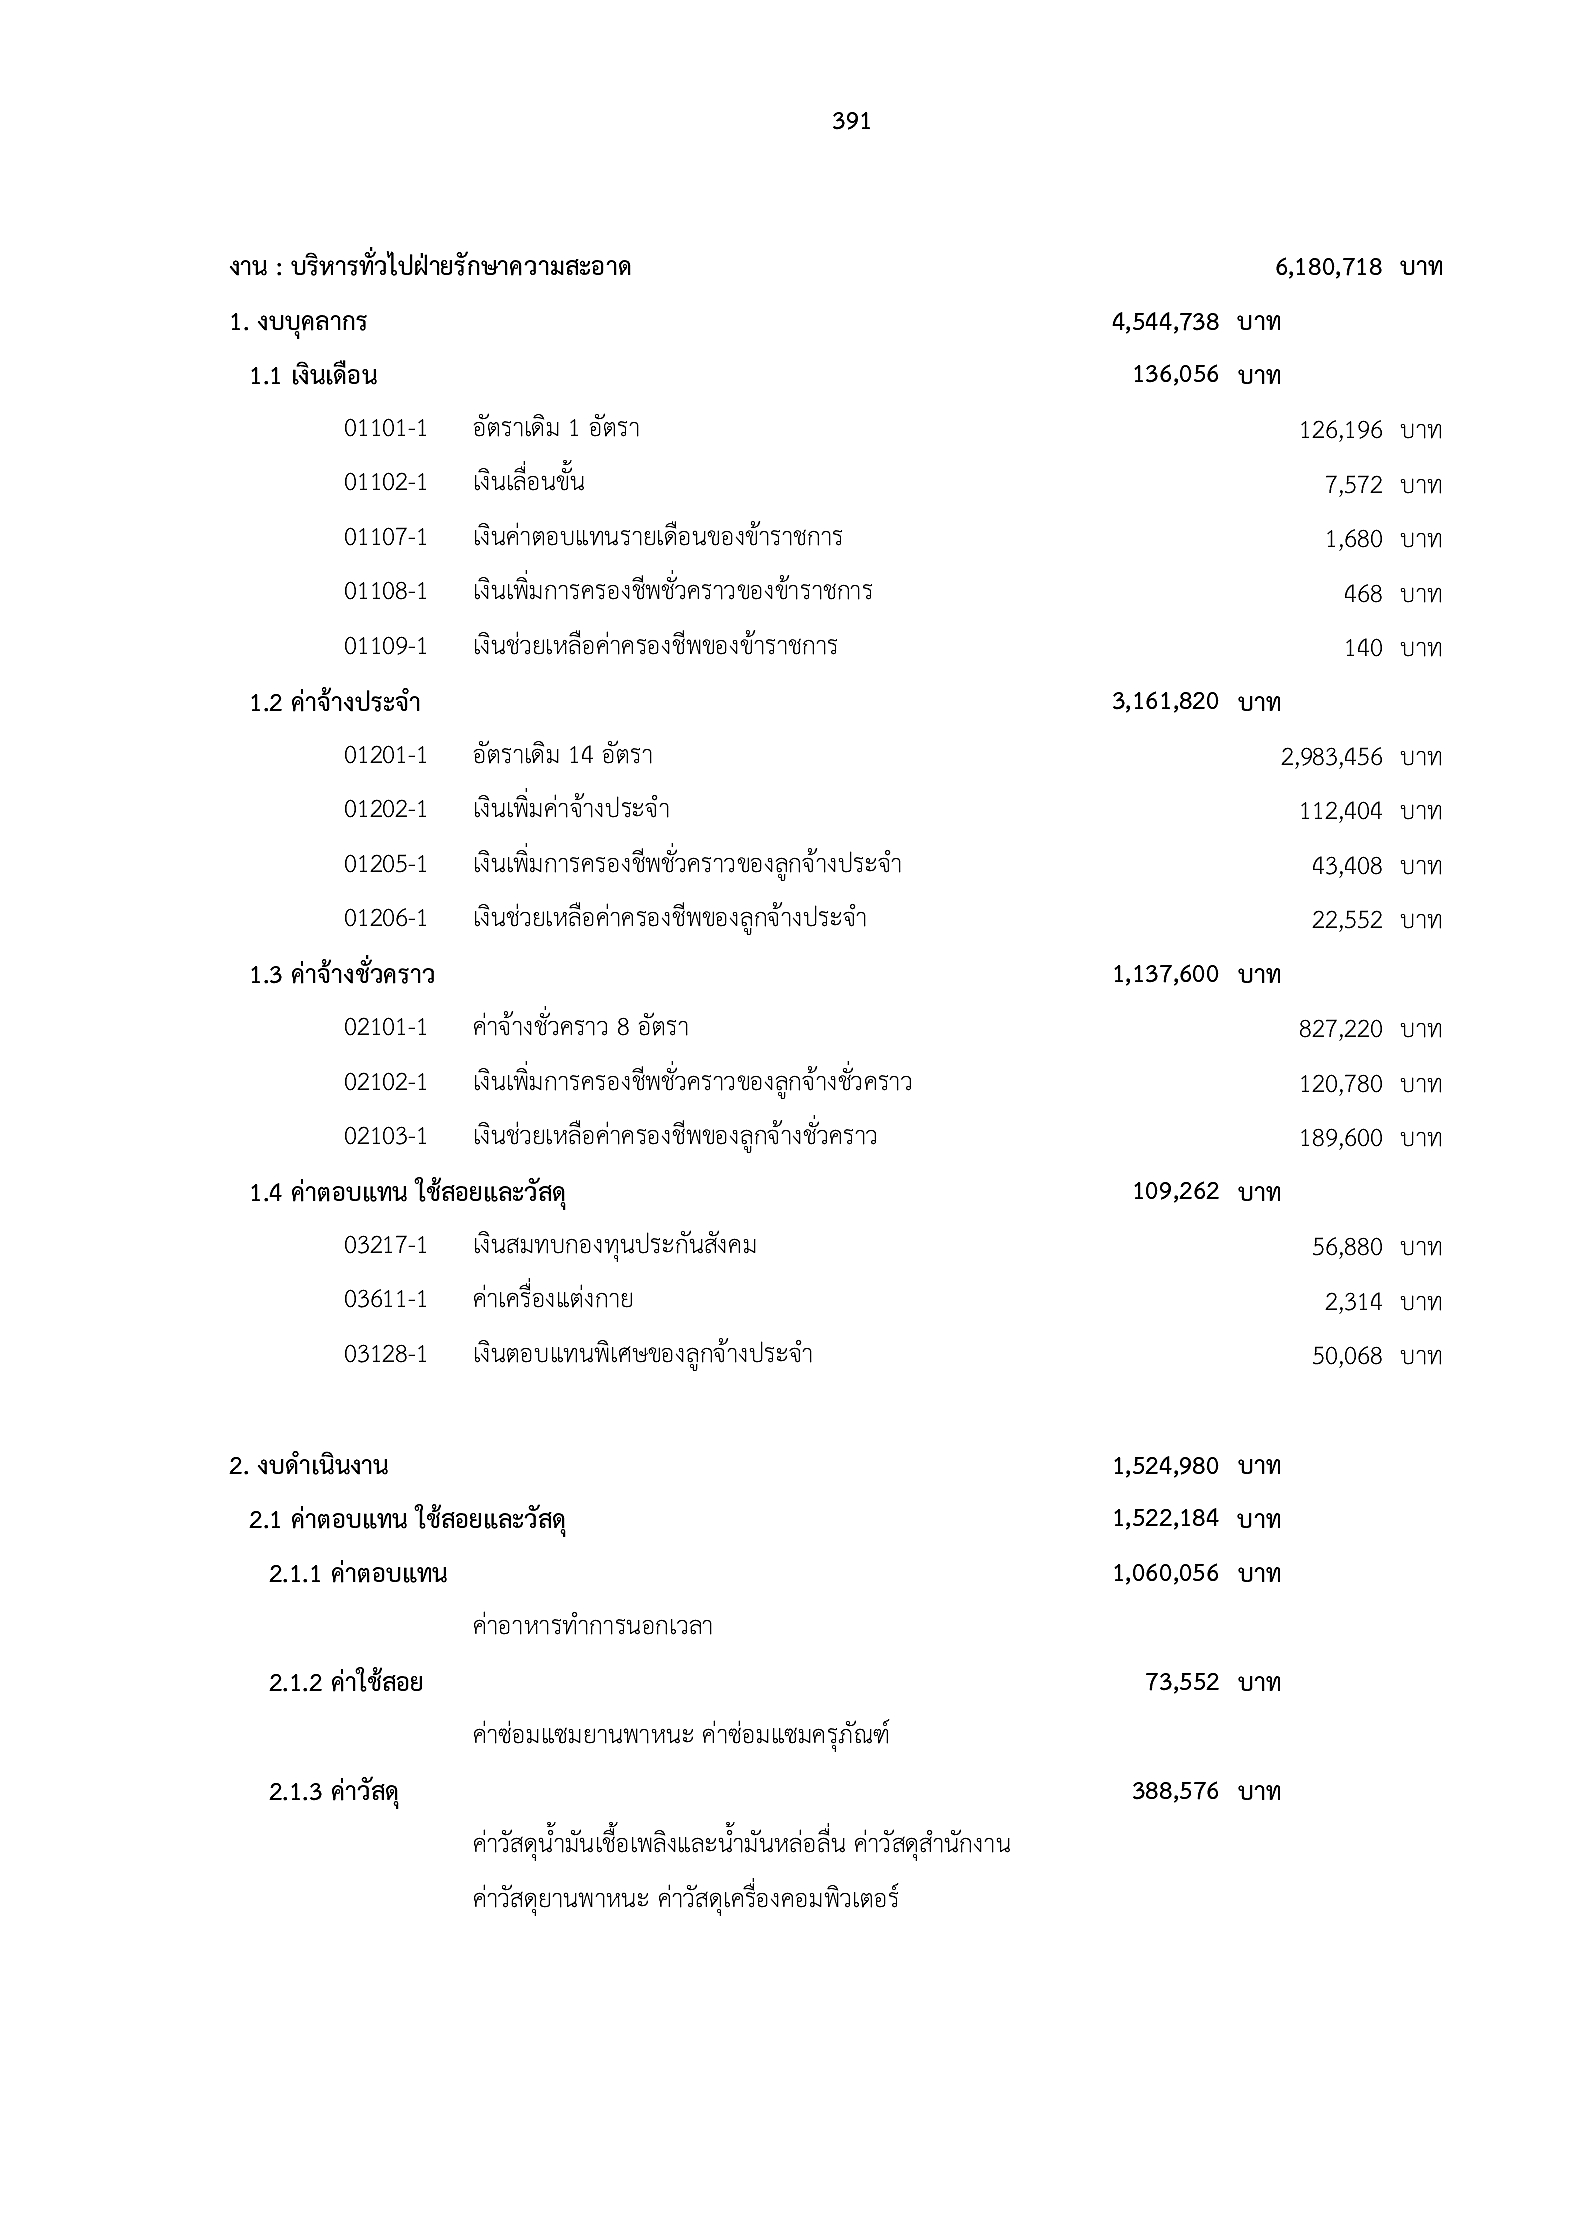 391
งาน : บริหารทั่วไปฝ่ายรักษาความสะอาด 6,180,718 บาท
1. งบบุคลากร 4,544,738 บาท
1.1 เงินเดือน 136,056 บาท
01101-1 อัตราเดิม 1 อัตรา 126,196 บาท
01102-1 เงินเลื่อนขั้น 7,572 บาท
01107-1 เงินค่าตอบแทนรายเดือนของข้าราชการ 1,680 บาท
01108-1 เงินเพิ่มการครองชีพชั่วคราวของข้าราชการ 468 บาท
01109-1 เงินช่วยเหลือค่าครองชีพของข้าราชการ 140 บาท
1.2 ค่าจ้างประจำ 3,161,820 บาท
01201-1 อัตราเดิม 14 อัตรา 2,983,456 บาท
01202-1 เงินเพิ่มค่าจ้างประจำ 112,404 บาท
01205-1 เงินเพิ่มการครองชีพชั่วคราวของลูกจ้างประจำ 43,408 บาท
01206-1 เงินช่วยเหลือค่าครองชีพของลูกจ้างประจำ 22,552 บาท
1.3 ค่าจ้างชั่วคราว 1,137,600 บาท
02101-1 ค่าจ้างชั่วคราว 8 อัตรา 827,220 บาท
02102-1 เงินเพิ่มการครองชีพชั่วคราวของลูกจ้างชั่วคราว 120,780 บาท
02103-1 เงินช่วยเหลือค่าครองชีพของลูกจ้างชั่วคราว 189,600 บาท
1.4 ค่าตอบแทน ใช้สอยและวัสดุ 109,262 บาท
03217-1 เงินสมทบกองทุนประกันสังคม 56,880 บาท
03611-1 ค่าเครื่องแต่งกาย 2,314 บาท
03128-1 เงินตอบแทนพิเศษของลูกจ้างประจำ 50,068 บาท
2. งบดำเนินงาน 1,524,980 บาท
2.1 ค่าตอบแทน ใช้สอยและวัสดุ 1,522,184 บาท
2.1.1 ค่าตอบแทน 1,060,056 บาท
ค่าอาหารทำการนอกเวลา
2.1.2 ค่าใช้สอย 73,552 บาท
ค่าซ่อมแซมยานพาหนะ ค่าซ่อมแซมครุภัณฑ์
2.1.3 ค่าวัสดุ 388,576 บาท
ค่าวัสดุน้ำมันเชื้อเพลิงและน้ำมันหล่อลื่น ค่าวัสดุสำนักงาน
ค่าวัสดุยานพาหนะ ค่าวัสดุเครื่องคอมพิวเตอร์